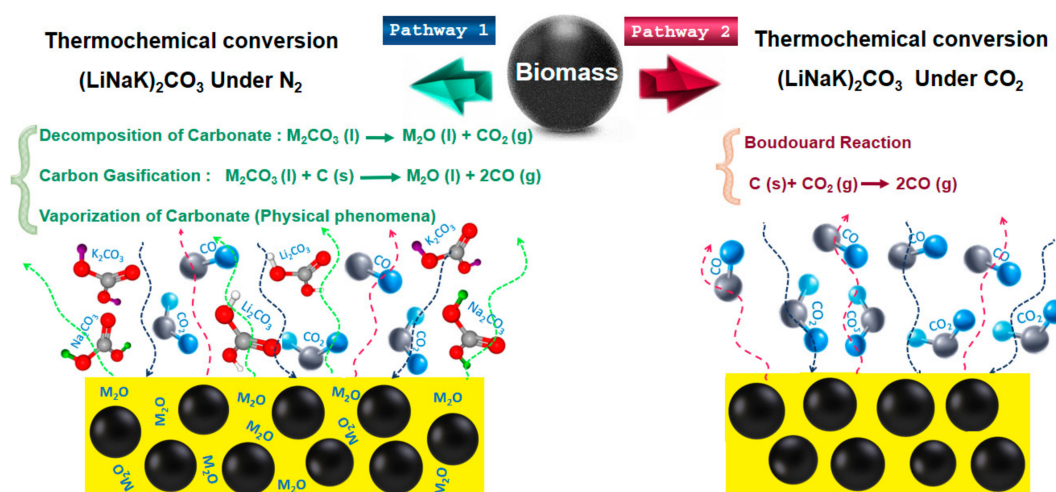 Pathway 1
Pathway 2
Biomass
Thermochemical conversion
(LiNaK)₂CO₃ Under N₂
Decomposition of Carbonate : M₂CO₃ (l) → M₂O (l) + CO₂ (g)
Carbon Gasification : M₂CO₃ (l) + C (s) → M₂O (l) + 2CO (g)
Vaporization of Carbonate (Physical phenomena)
K₂CO₃
CO
Li₂CO₃
K₂CO₃
CO
Na₂CO₃
CO₂
Li₂CO₃
CO₂
CO₂
Na₂CO₃
M₂O
M₂O
M₂O
M₂O
M₂O
M₂O
M₂O
M₂O
M₂O
M₂O
M₂O
Thermochemical conversion
(LiNaK)₂CO₃ Under CO₂
Boudouard Reaction
C (s)+ CO₂ (g) → 2CO (g)
CO
CO
CO
CO
CO₂
CO₂
CO₂
CO₂